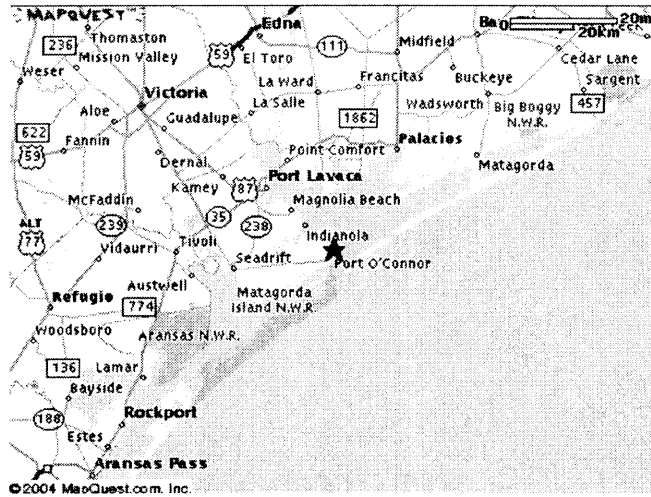 MAPQUEST
Edna
Ba
0 20m
20km
236
Thomaston
Mission Valley
59
El Toro
111
Midfield
Cedar Lane
Weser
La Ward
Francitas
Buckeye
Sargent
Victoria
Aloe
Guadalupe
La Salle
1862
Wadsworth
Big Boggy
N.W.R.
457
622
Fannin
59
Dernal
Point Comfort
Palacios
Matagorda
Kamey
87
Port Lavaca
McFaddin
35
Magnolia Beach
ALT
77
239
238
Indianola
Vidaurri
Tivoli
Seadrift
Port O'Connor
Austwell
Matagorda
Island N.W.R.
Refugio
774
Woodsboro
Aransas N.W.R.
136
Lamar
Bayside
188
Rockport
Estes
Aransas Pass
©2004 MapQuest.com, Inc.